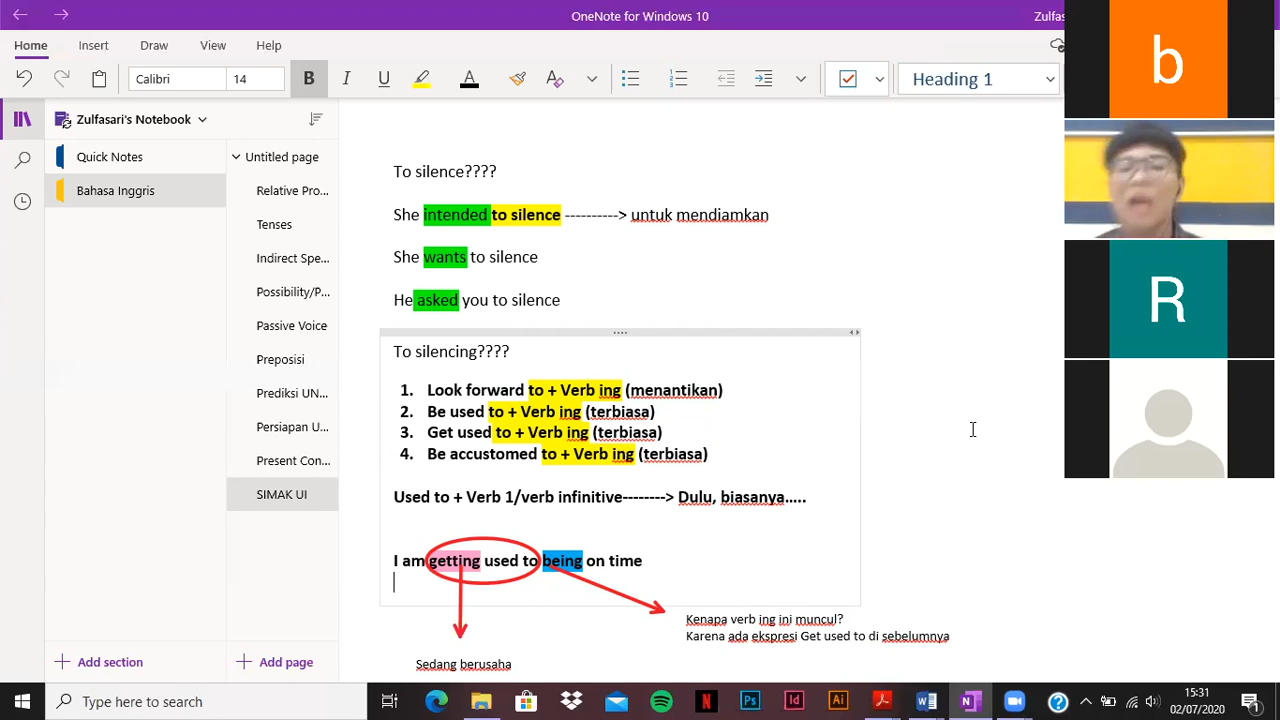 OneNote for Windows 10
Zulfasari
Home Insert Draw View Help
Calibri 14 B I U A A Heading 1
Zulfasari's Notebook
Quick Notes
Bahasa Inggris
Untitled page
Relative Pro...
Tenses
Indirect Spe...
Possibility/P...
Passive Voice
Preposisi
Prediksi UN...
Persiapan U...
Present Con...
SIMAK UI
To silence????
She intended to silence ----------> untuk mendiamkan
She wants to silence
He asked you to silence
To silencing????
1. Look forward to + Verb ing (menantikan)
2. Be used to + Verb ing (terbiasa)
3. Get used to + Verb ing (terbiasa)
4. Be accustomed to + Verb ing (terbiasa)
Used to + Verb 1/verb infinitive--------> Dulu, biasanya.....
I am getting used to being on time
Kenapa verb ing ini muncul?
Karena ada ekspresi Get used to di sebelumnya
Sedang berusaha
b
R
Add section
Add page
Type here to search
Ps Id Ai W N
15:31
02/07/2020
1